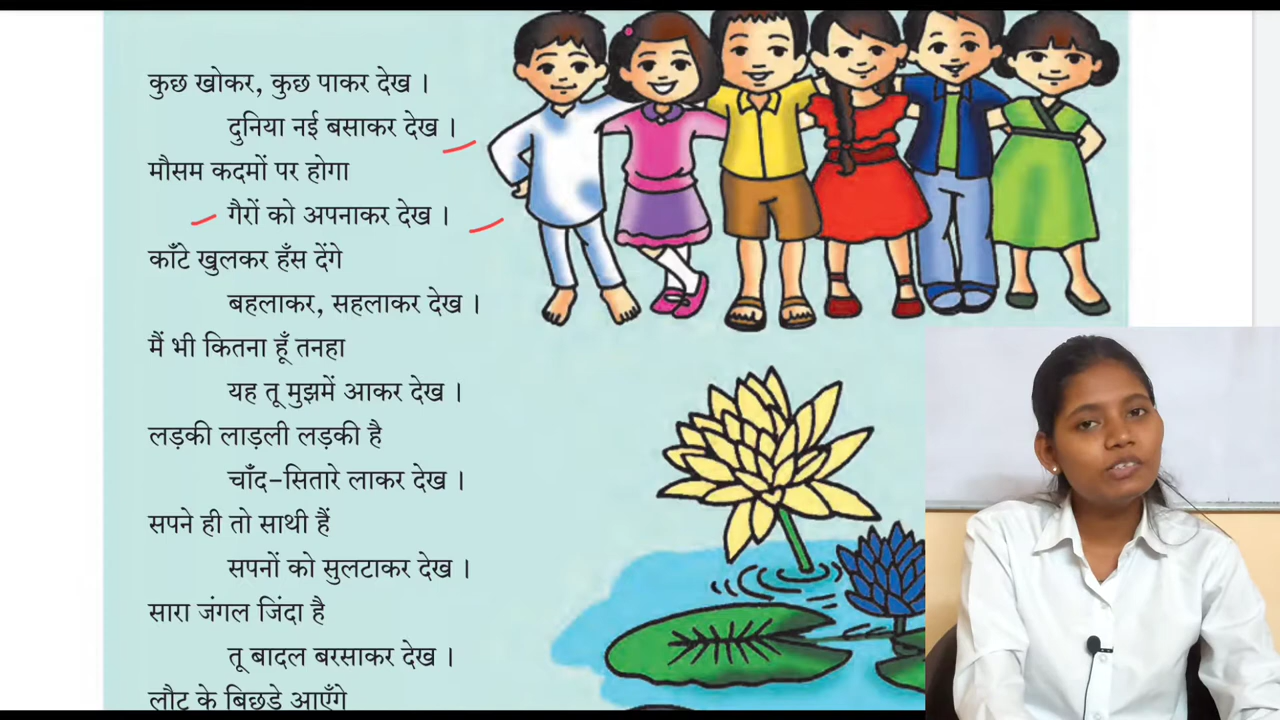 कुछ खोकर, कुछ पाकर देख ।
दुनिया नई बसाकर देख ।
मौसम कदमों पर होगा
गैरों को अपनाकर देख ।
काँटे खुलकर हँस देंगे
बहलाकर, सहलाकर देख ।
मैं भी कितना हूँ तनहा
यह तू मुझमें आकर देख ।
लड़की लाड़ली लड़की है
चाँद-सितारे लाकर देख ।
सपने ही तो साथी हैं
सपनों को सुलटाकर देख ।
सारा जंगल जिंदा है
तू बादल बरसाकर देख ।
लौट के बिछड़े आएँगे